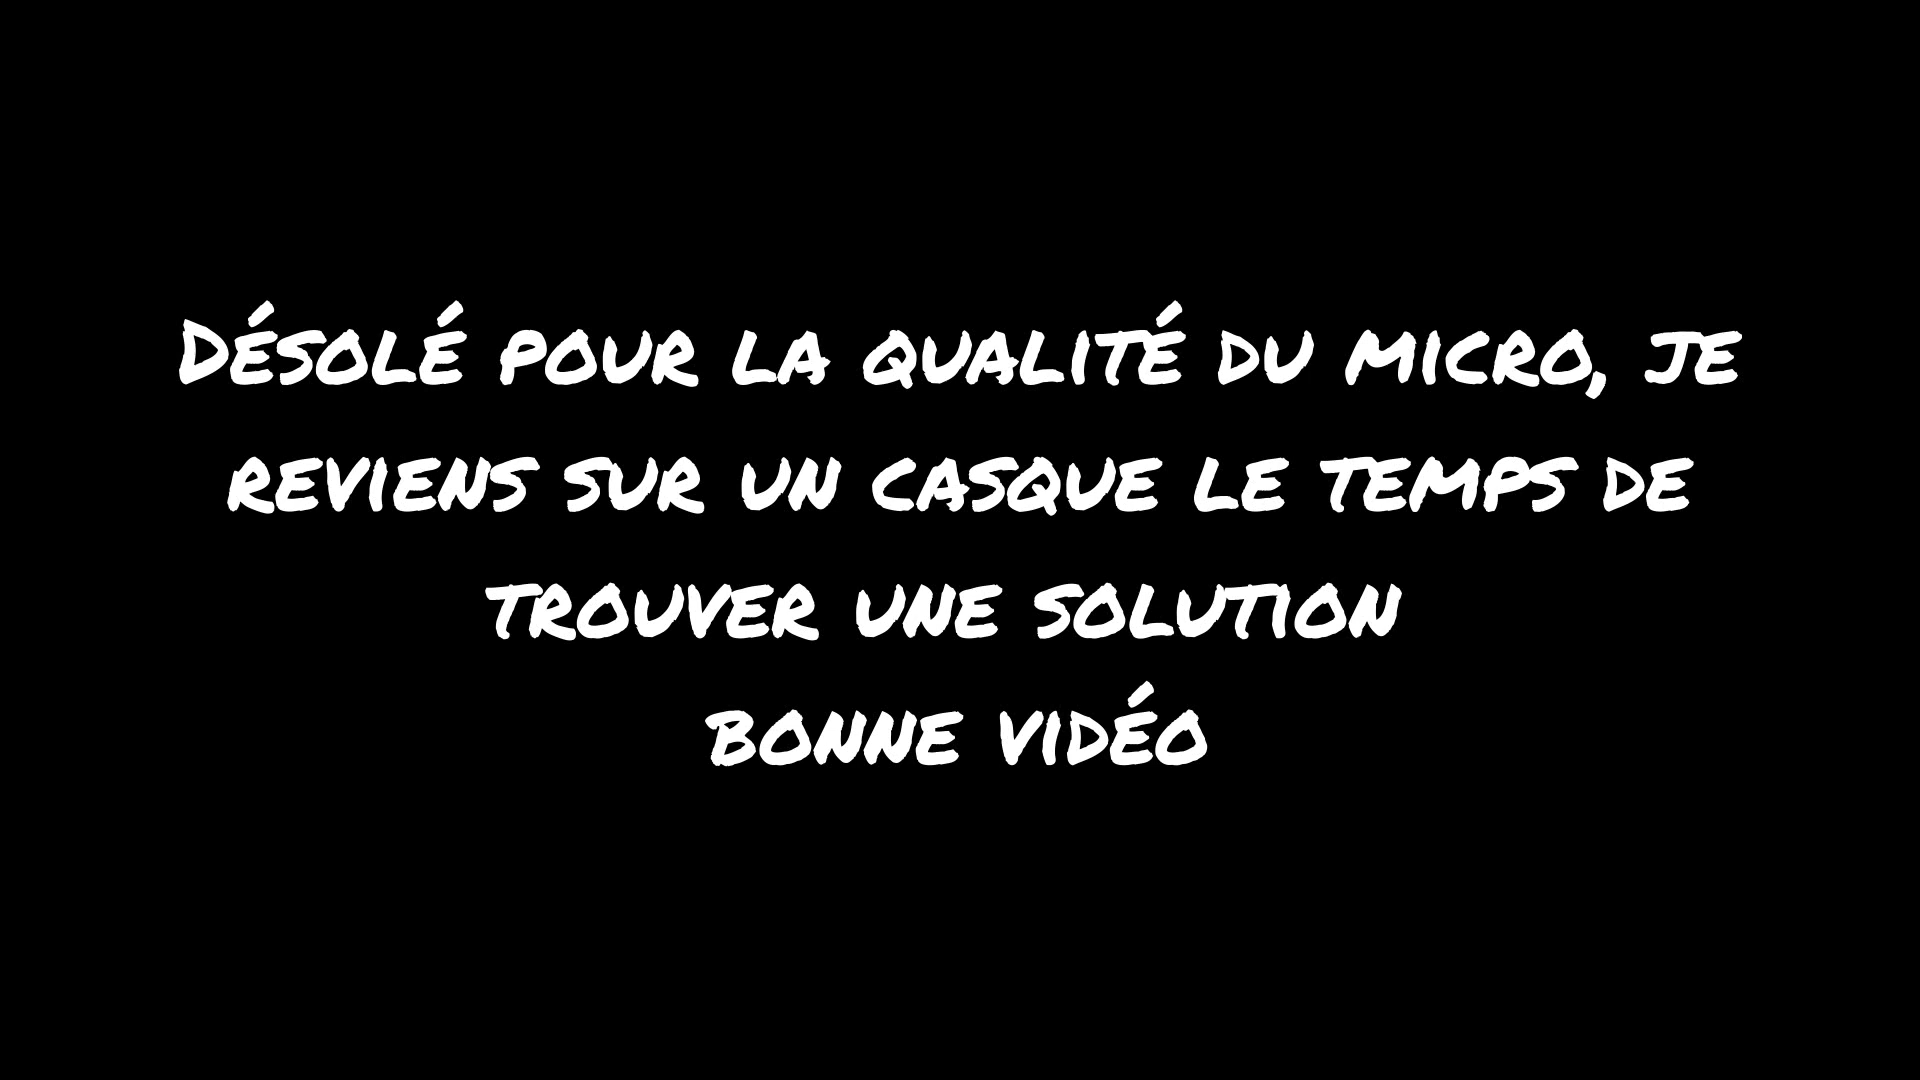 Désolé pour la qualité du micro, je
reviens sur un casque le temps de
trouver une solution
bonne vidéo